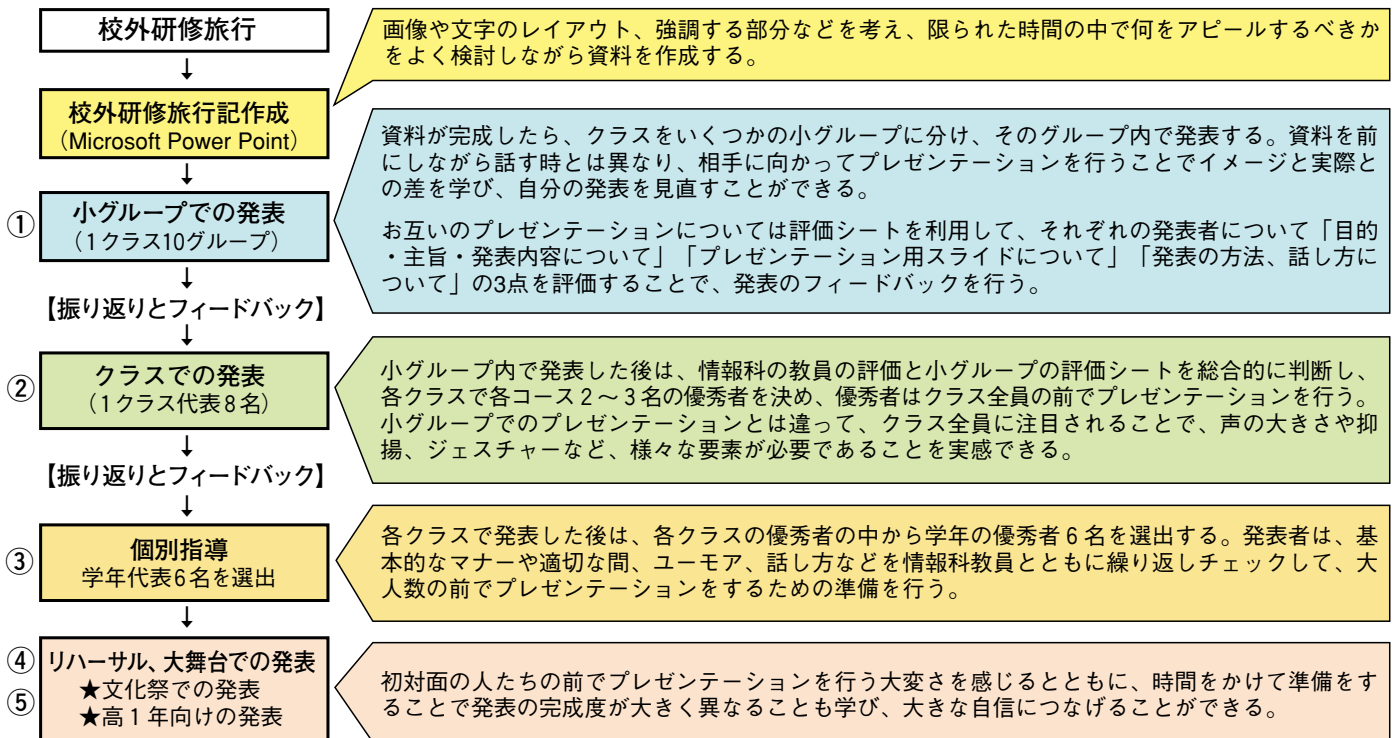 校外研修旅行
↓
画像や文字のレイアウト、強調する部分などを考え、限られた時間の中で何をアピールするべきか
をよく検討しながら資料を作成する。
校外研修旅行記作成
（Microsoft Power Point）
↓
資料が完成したら、クラスをいくつかの小グループに分け、そのグループ内で発表する。資料を前
にしながら話す時とは異なり、相手に向かってプレゼンテーションを行うことでイメージと実際と
の差を学び、自分の発表を見直すことができる。
お互いのプレゼンテーションについては評価シートを利用して、それぞれの発表者について「目的
・主旨・発表内容について」「プレゼンテーション用スライドについて」「発表の方法、話し方に
ついて」の3点を評価することで、発表のフィードバックを行う。
①
小グループでの発表
（1クラス10グループ）
↓
【振り返りとフィードバック】
↓
②
クラスでの発表
（1クラス代表8名）
小グループ内で発表した後は、情報科の教員の評価と小グループの評価シートを総合的に判断し、
各クラスで各コース2～3名の優秀者を決め、優秀者はクラス全員の前でプレゼンテーションを行う。
小グループでのプレゼンテーションとは違って、クラス全員に注目されることで、声の大きさや抑
揚、ジェスチャーなど、様々な要素が必要であることを実感できる。
↓
【振り返りとフィードバック】
↓
③
個別指導
学年代表6名を選出
各クラスで発表した後は、各クラスの優秀者の中から学年の優秀者6名を選出する。発表者は、基
本的なマナーや適切な間、ユーモア、話し方などを情報科教員とともに繰り返しチェックして、大
人数の前でプレゼンテーションをするための準備を行う。
↓
④
⑤
リハーサル、大舞台での発表
★文化祭での発表
★高1年向けの発表
初対面の人たちの前でプレゼンテーションを行う大変さを感じるとともに、時間をかけて準備をす
ることで発表の完成度が大きく異なることも学び、大きな自信につなげることができる。